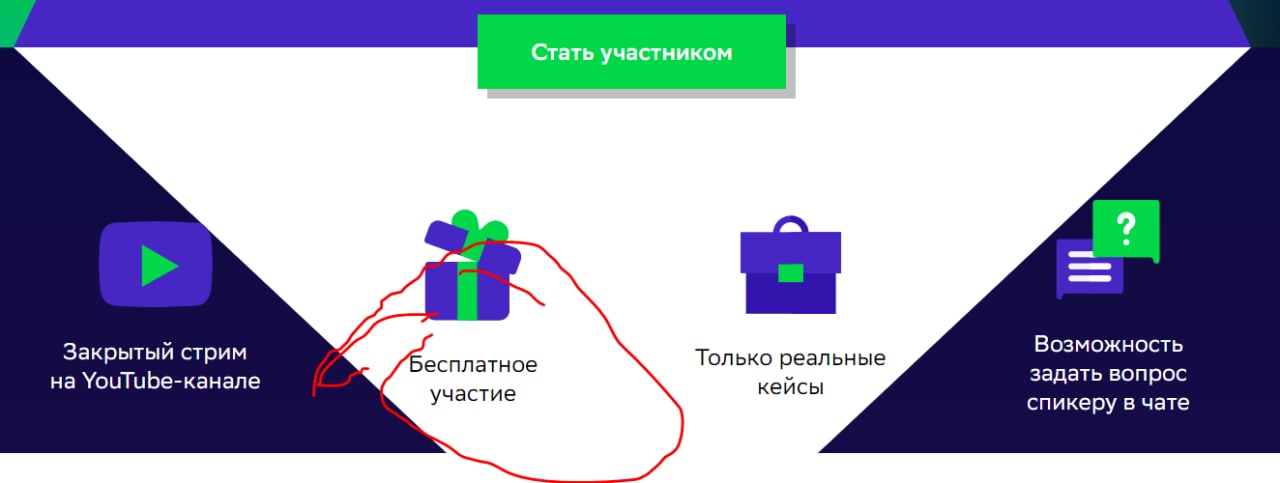 Стать участником
Закрытый стрим
на YouTube-канале
Бесплатное
участие
Только реальные
кейсы
?
Возможность
задать вопрос
спикеру в чате